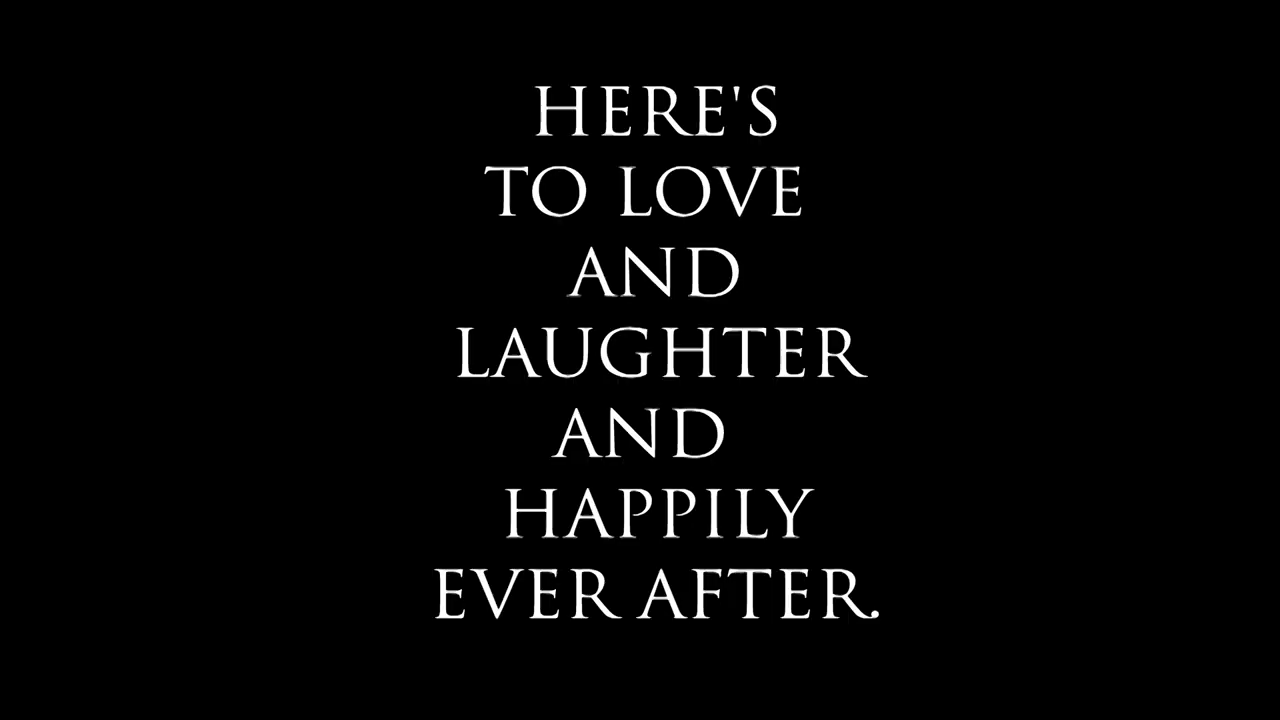 HERE'S
TO LOVE
AND
LAUGHTER
AND
HAPPILY
EVER AFTER.